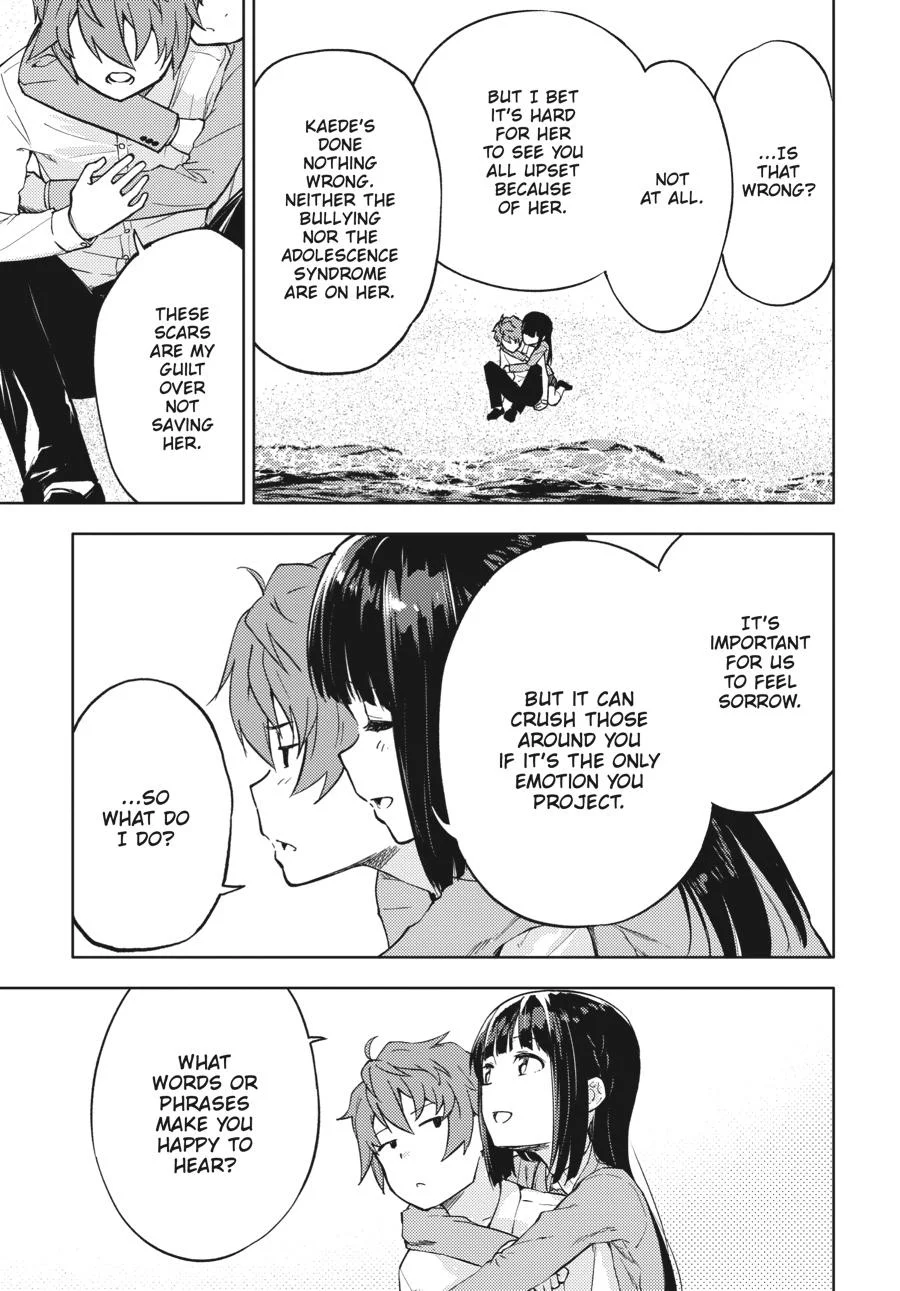 ...IS
THAT
WRONG?
NOT
AT ALL.
BUT I BET
IT'S HARD
FOR HER
TO SEE YOU
ALL UPSET
BECAUSE
OF HER.
KAEDE'S
DONE
NOTHING
WRONG.
NEITHER THE
BULLYING
NOR THE
ADOLESCENCE
SYNDROME
ARE ON HER.
THESE
SCARS
ARE MY
GUILT
OVER
NOT
SAVING
HER.
IT'S
IMPORTANT
FOR US
TO FEEL
SORROW.
BUT IT CAN
CRUSH THOSE
AROUND YOU
IF IT'S THE ONLY
EMOTION YOU
PROJECT.
...SO
WHAT DO
I DO?
WHAT
WORDS OR
PHRASES
MAKE YOU
HAPPY TO
HEAR?